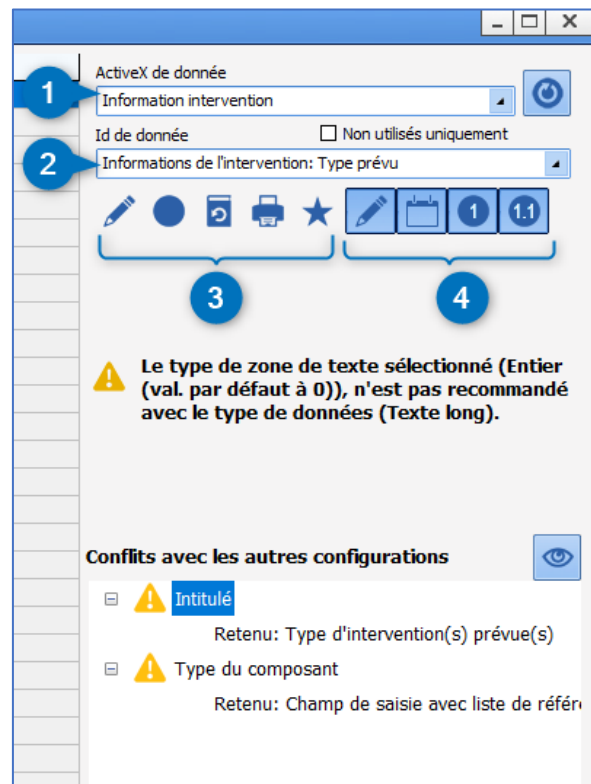 ActiveX de donnée
1
Information intervention
Id de donnée
Non utilisés uniquement
2
Informations de l'intervention: Type prévu
1
1.1
3
4
Le type de zone de texte sélectionné (Entier
(val. par défaut à 0)), n'est pas recommandé
avec le type de données (Texte long).
Conflits avec les autres configurations
Intitulé
Retenu: Type d'intervention(s) prévue(s)
Type du composant
Retenu: Champ de saisie avec liste de référe